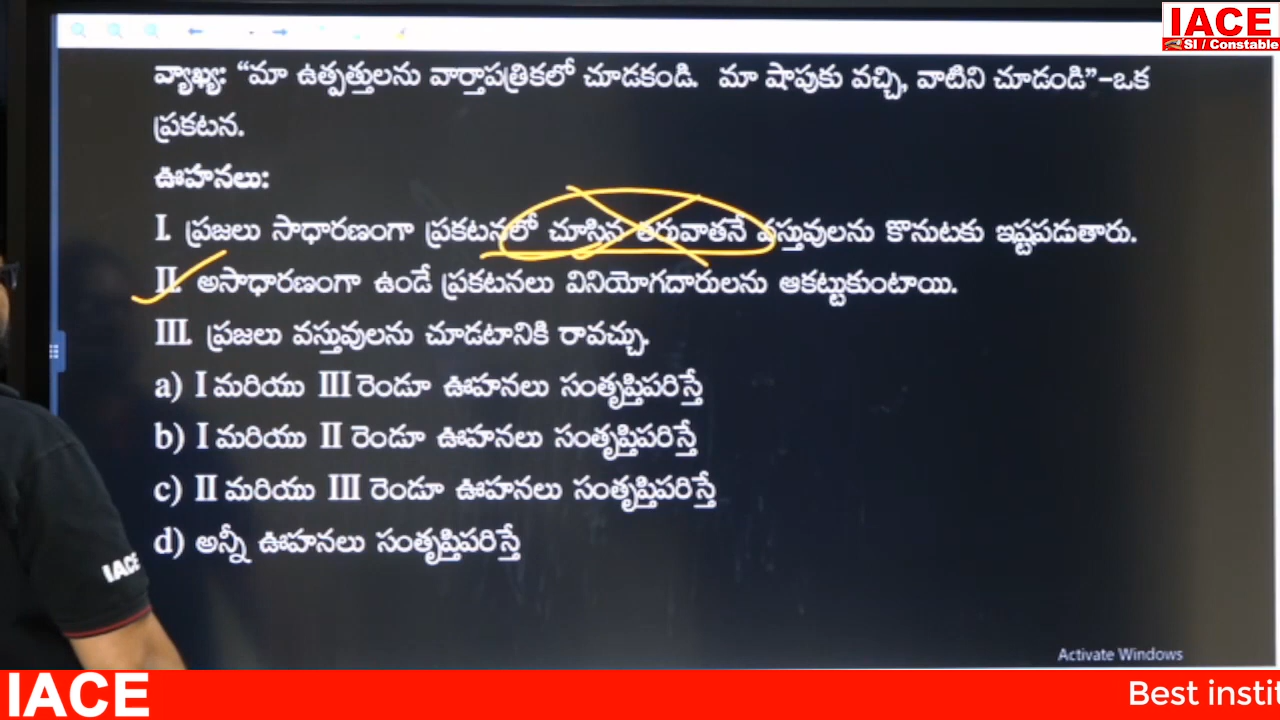 IACE
SI / Constable
వ్యాఖ్య: “మా ఉత్పత్తులను వార్తాపత్రికలో చూడకండి. మా షాపుకు వచ్చి, వాటిని చూడండి”-ఒక
ప్రకటన.
ఊహనలు:
I. ప్రజలు సాధారణంగా ప్రకటనలో చూసిన తరువాతనే వస్తువులను కొనుటకు ఇష్టపడుతారు.
II. అసాధారణంగా ఉండే ప్రకటనలు వినియోగదారులను ఆకట్టుకుంటాయి.
III. ప్రజలు వస్తువులను చూడటానికి రావచ్చు.
a) I మరియు III రెండూ ఊహనలు సంతృప్తిపరిస్తే
b) I మరియు II రెండూ ఊహనలు సంతృప్తిపరిస్తే
c) II మరియు III రెండూ ఊహనలు సంతృప్తిపరిస్తే
d) అన్నీ ఊహనలు సంతృప్తిపరిస్తే
IACE
Activate Windows
IACE
Best instit